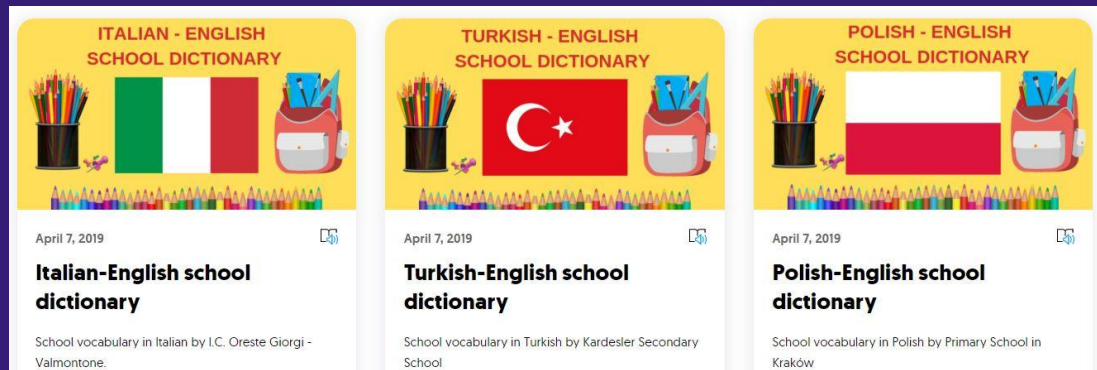 ITALIAN - ENGLISH
SCHOOL DICTIONARY
April 7, 2019
Italian-English school
dictionary
School vocabulary in Italian by I.C. Oreste Giorgi -
Valmontone.
TURKISH - ENGLISH
SCHOOL DICTIONARY
April 7, 2019
Turkish-English school
dictionary
School vocabulary in Turkish by Kardesler Secondary
School
POLISH - ENGLISH
SCHOOL DICTIONARY
April 7, 2019
Polish-English school
dictionary
School vocabulary in Polish by Primary School in
Kraków